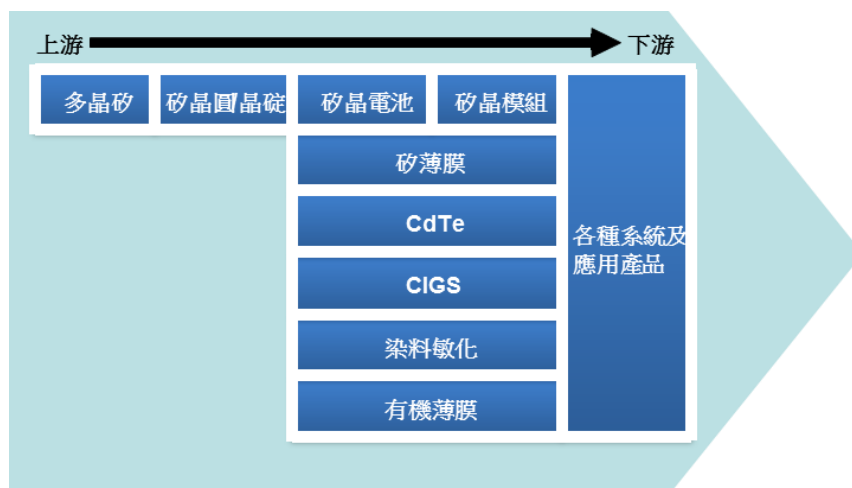 上游
下游
多晶矽
矽晶圓/晶碇
矽晶電池
矽晶模組
矽薄膜
CdTe
CIGS
染料敏化
有機薄膜
各種系統及
應用產品